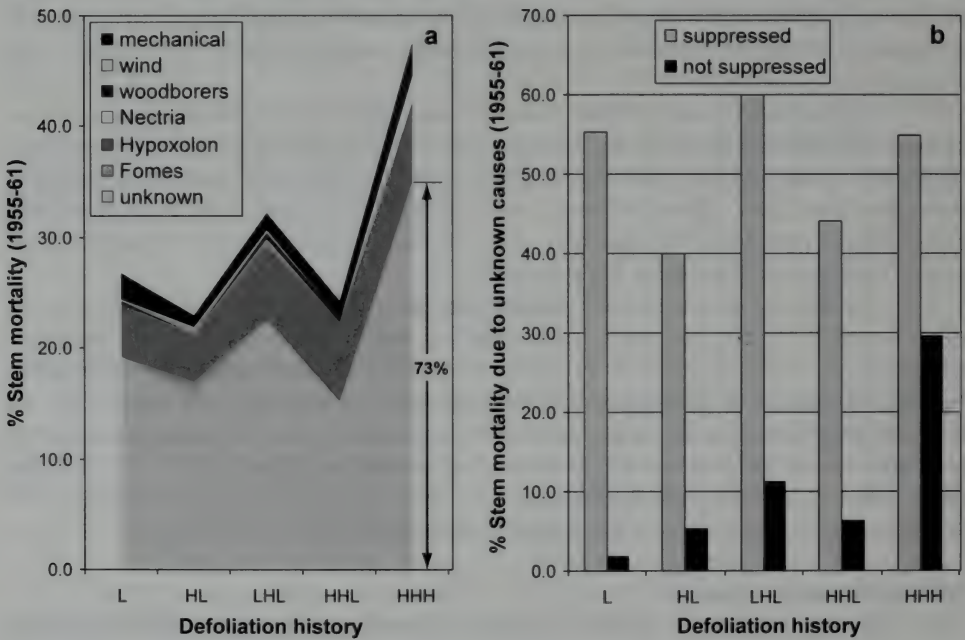 a
% Stem mortality (1955-61)
50.0
40.0
30.0
20.0
10.0
0.0
mechanical
wind
woodborers
Nectria
Hypoxolon
Fomes
unknown
73%
L HL LHL HHL HHH
Defoliation history
b
% Stem mortality due to unknown causes (1955-61)
70.0
60.0
50.0
40.0
30.0
20.0
10.0
0.0
suppressed
not suppressed
L HL LHL HHL HHH
Defoliation history